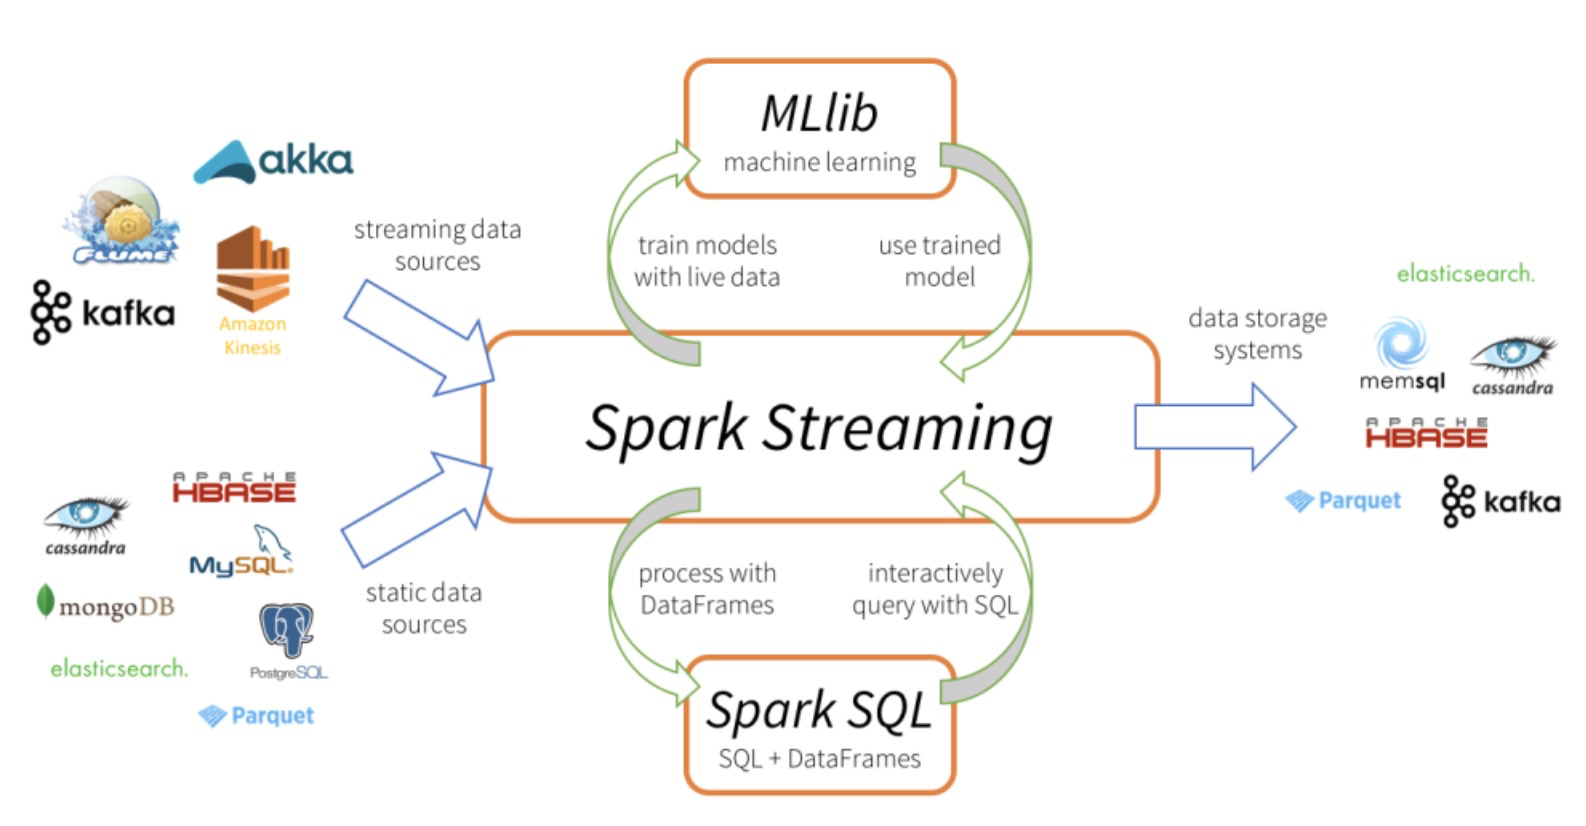 MLlib
machine learning
akka
FLUME
kafka
Amazon
Kinesis
streaming data
sources
train models
with live data
use trained
model
Spark Streaming
data storage
systems
elasticsearch.
memsql
cassandra
APACHE
HBASE
Parquet
kafka
APACHE
HBASE
cassandra
MySQL.
mongoDB
PostgreSQL
elasticsearch.
Parquet
static data
sources
process with
DataFrames
interactively
query with SQL
Spark SQL
SQL + DataFrames